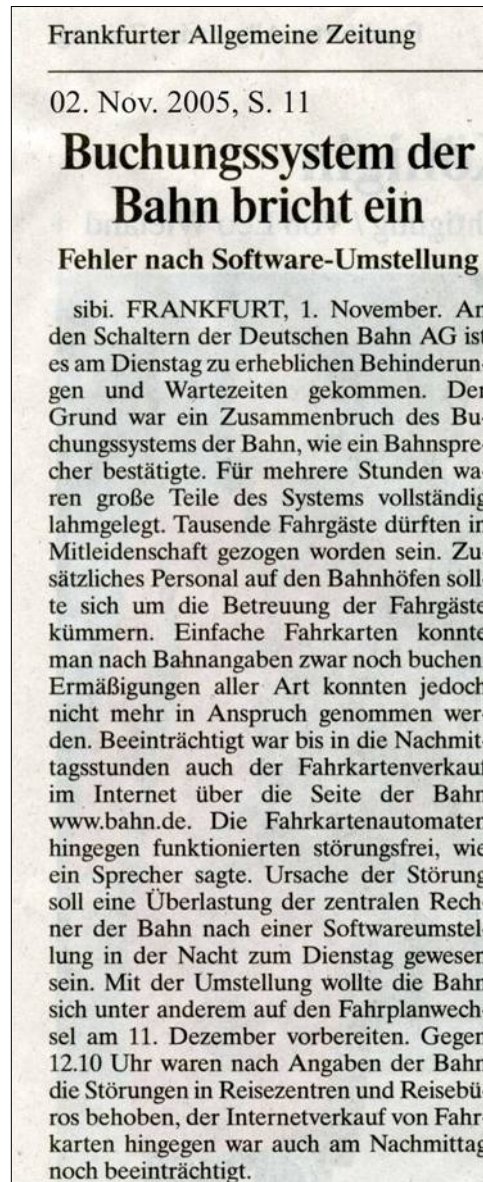 Frankfurter Allgemeine Zeitung
02. Nov. 2005, S. 11
Buchungssystem der
Bahn bricht ein
Fehler nach Software-Umstellung
sibi. FRANKFURT, 1. November. An
den Schaltern der Deutschen Bahn AG ist
es am Dienstag zu erheblichen Behinderun-
gen und Wartezeiten gekommen. Der
Grund war ein Zusammenbruch des Bu-
chungssystems der Bahn, wie ein Bahnspre-
cher bestätigte. Für mehrere Stunden wa-
ren große Teile des Systems vollständig
lahmgelegt. Tausende Fahrgäste dürften in
Mitleidenschaft gezogen worden sein. Zu-
sätzliches Personal auf den Bahnhöfen soll-
te sich um die Betreuung der Fahrgäste
kümmern. Einfache Fahrkarten konnte
man nach Bahnangaben zwar noch buchen,
Ermäßigungen aller Art konnten jedoch
nicht mehr in Anspruch genommen wer-
den. Beeinträchtigt war bis in die Nachmit-
tagsstunden auch der Fahrkartenverkauf
im Internet über die Seite der Bahn
www.bahn.de. Die Fahrkartenautomaten
hingegen funktionierten störungsfrei, wie
ein Sprecher sagte. Ursache der Störung
soll eine Überlastung der zentralen Rech-
ner der Bahn nach einer Softwareumstel-
lung in der Nacht zum Dienstag gewesen
sein. Mit der Umstellung wollte die Bahn
sich unter anderem auf den Fahrplanwech-
sel am 11. Dezember vorbereiten. Gegen
12.10 Uhr waren nach Angaben der Bahn
die Störungen in Reisezentren und Reisebü-
ros behoben, der Internetverkauf von Fahr-
karten hingegen war auch am Nachmittag
noch beeinträchtigt.